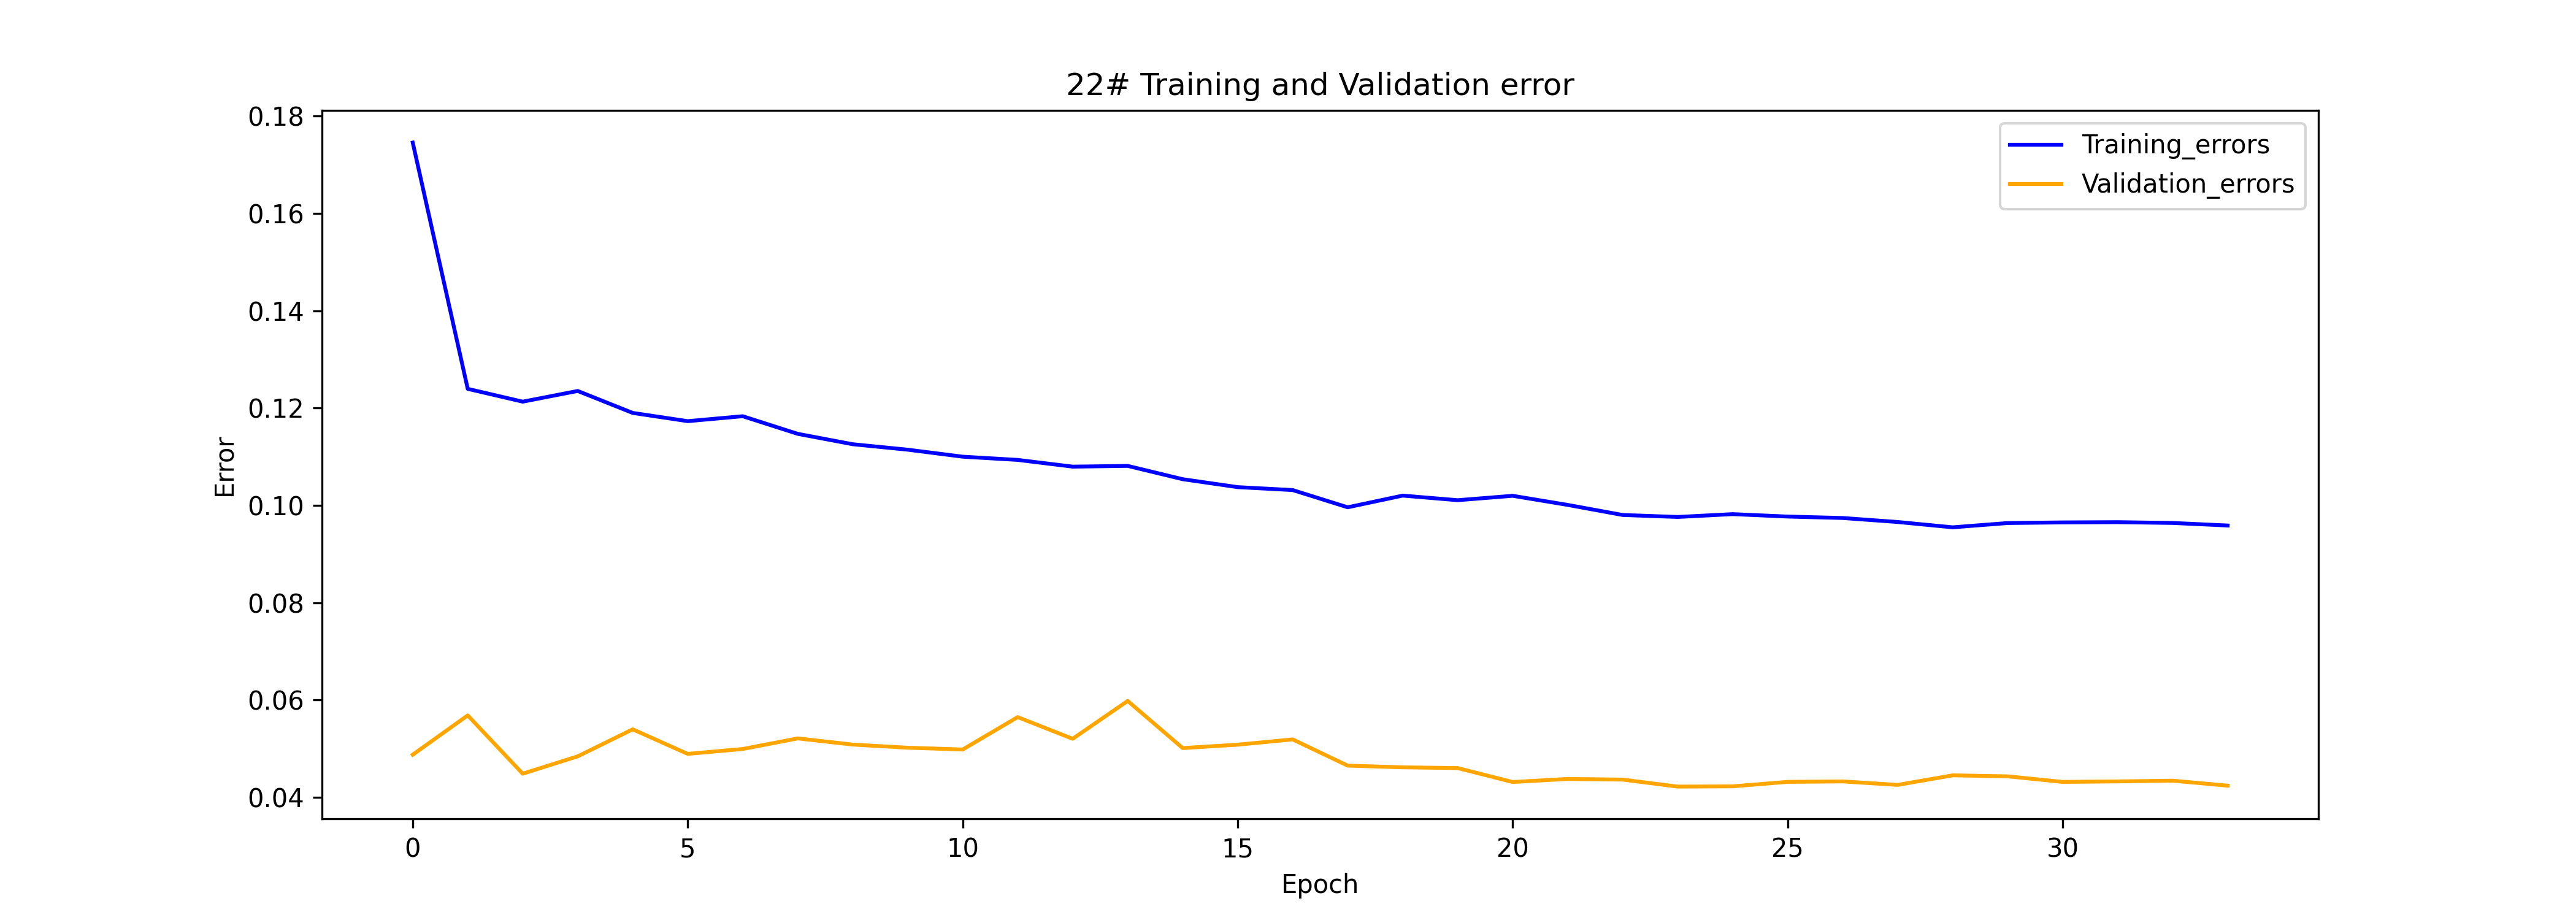 22# Training and Validation error
Training_errors
Validation_errors
0.18
0.16
0.14
0.12
0.10
0.08
0.06
0.04
Error
0 5 10 15 20 25 30
Epoch